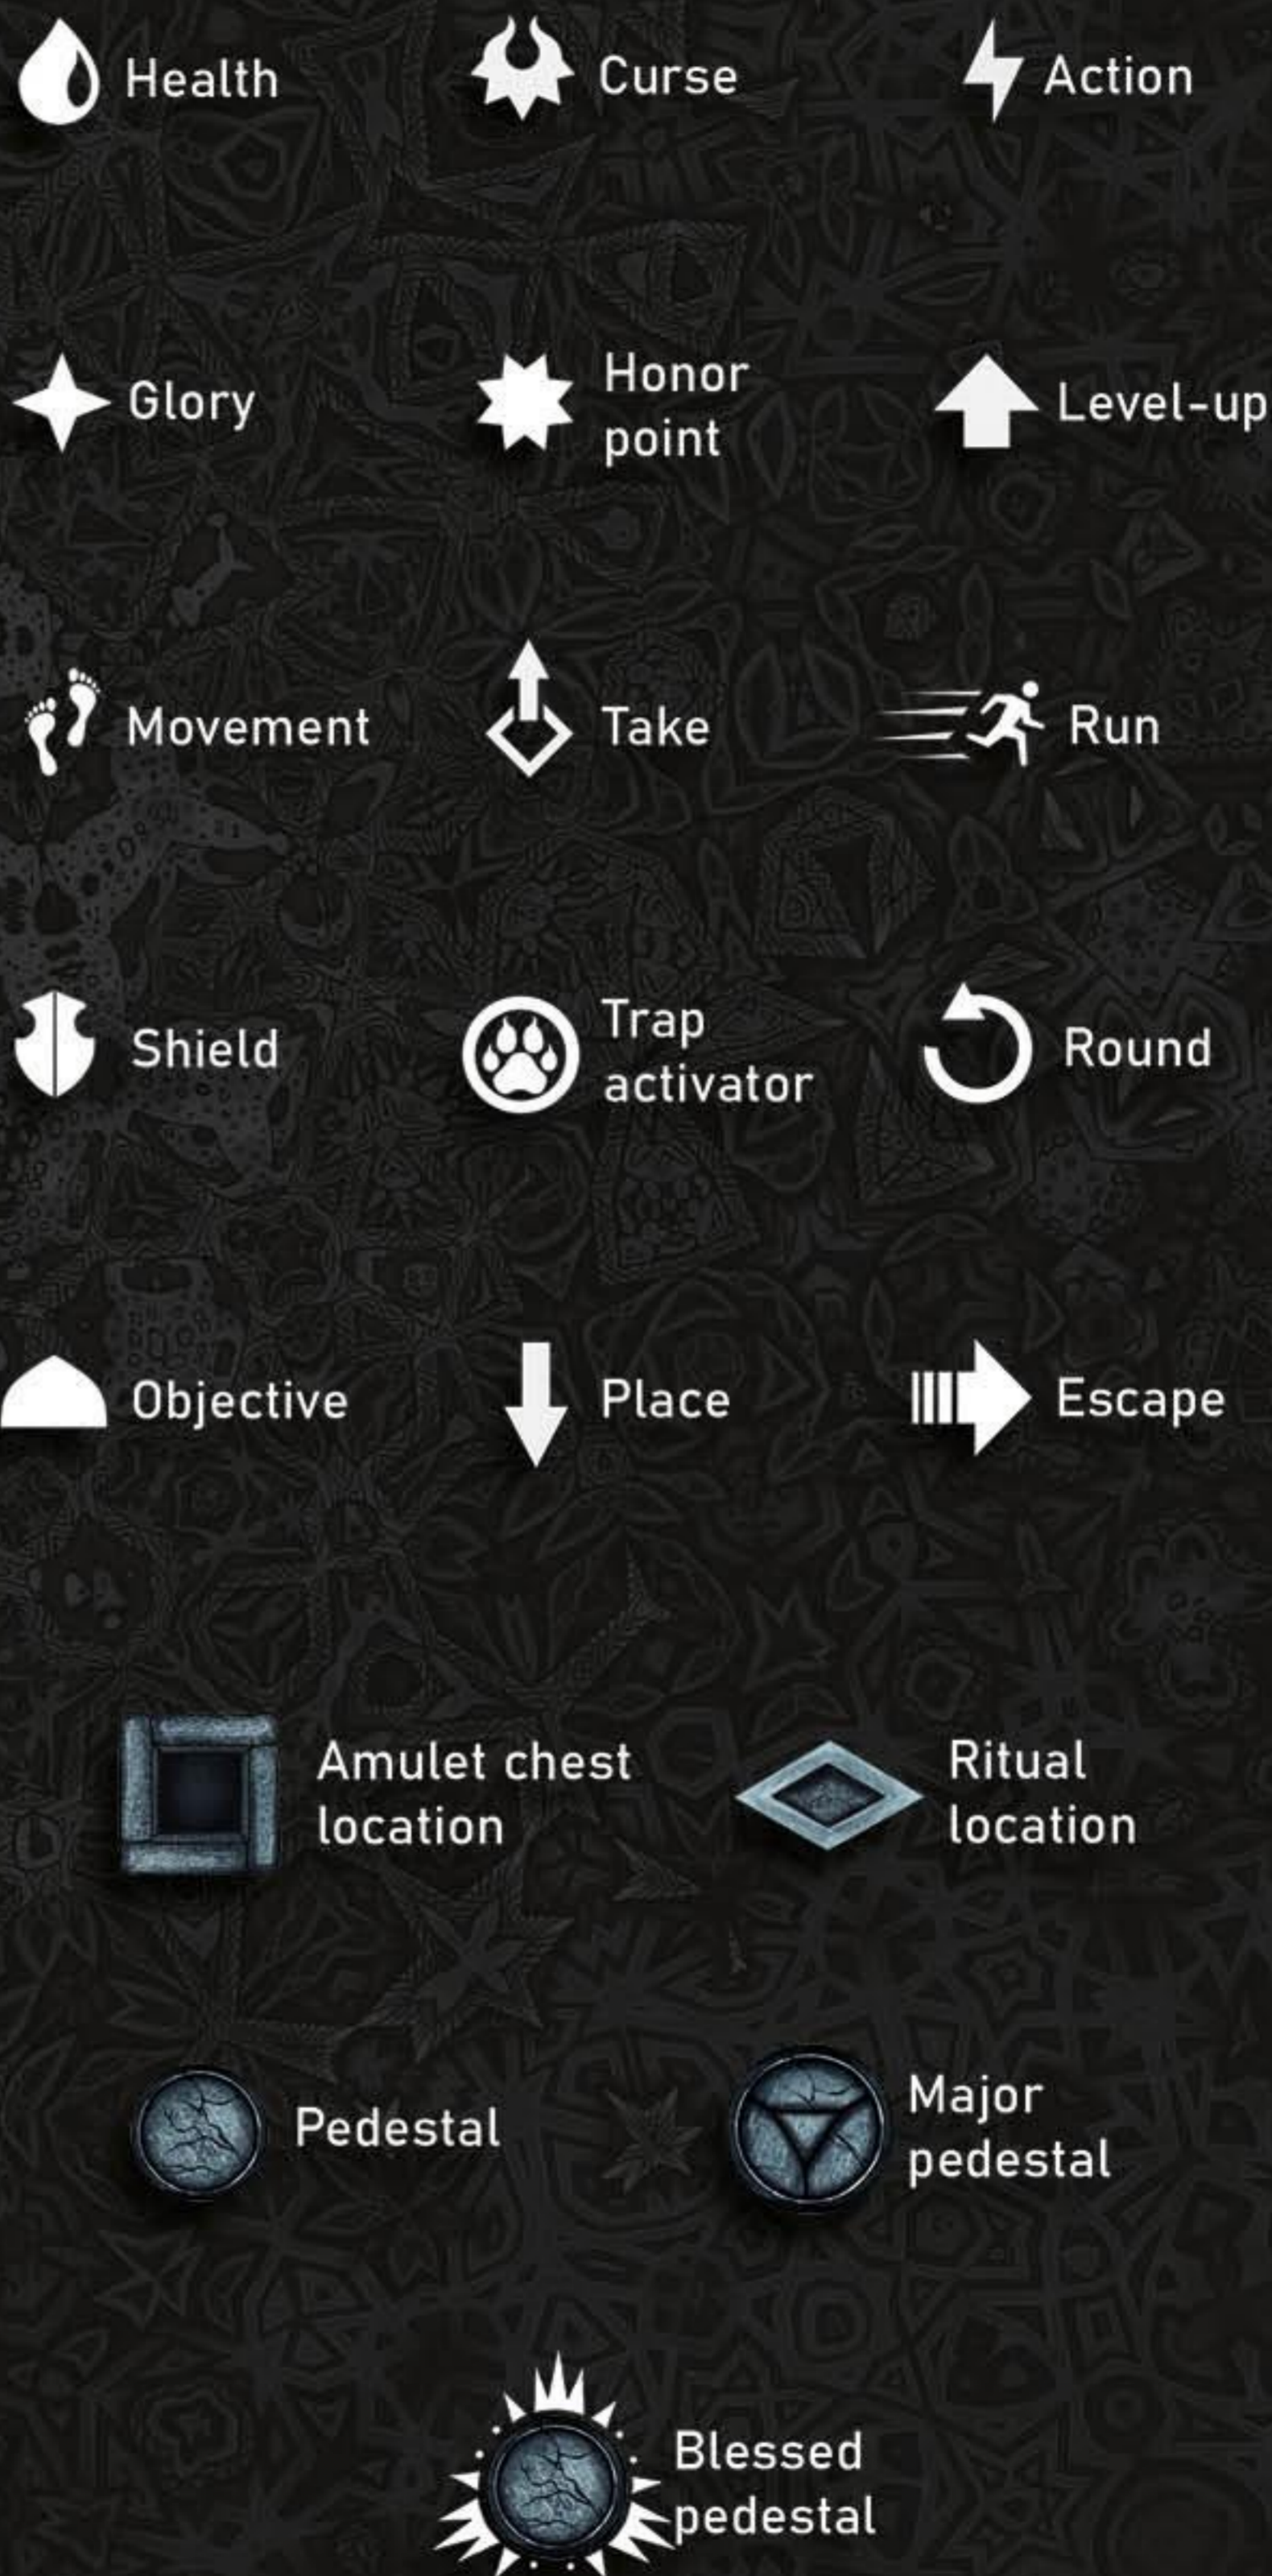 Health
Curse
Action
Glory
Honor
point
Level-up
Movement
Take
Run
Shield
Trap
activator
Round
Objective
Place
Escape
Amulet chest
location
Ritual
location
Pedestal
Major
pedestal
Blessed
pedestal